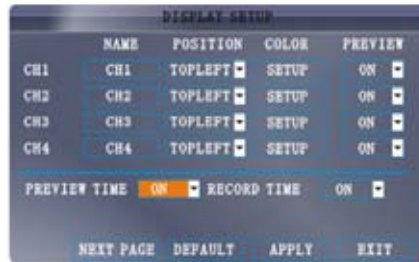 DISPLAY SETUP
NAME POSITION COLOR PREVIEW
CH1 CH1 TOPLEFT SETUP ON
CH2 CH2 TOPLEFT SETUP ON
CH3 CH3 TOPLEFT SETUP ON
CH4 CH4 TOPLEFT SETUP ON
PREVIEW TIME ON RECORD TIME ON
NEXT PAGE DEFAULT APPLY EXIT